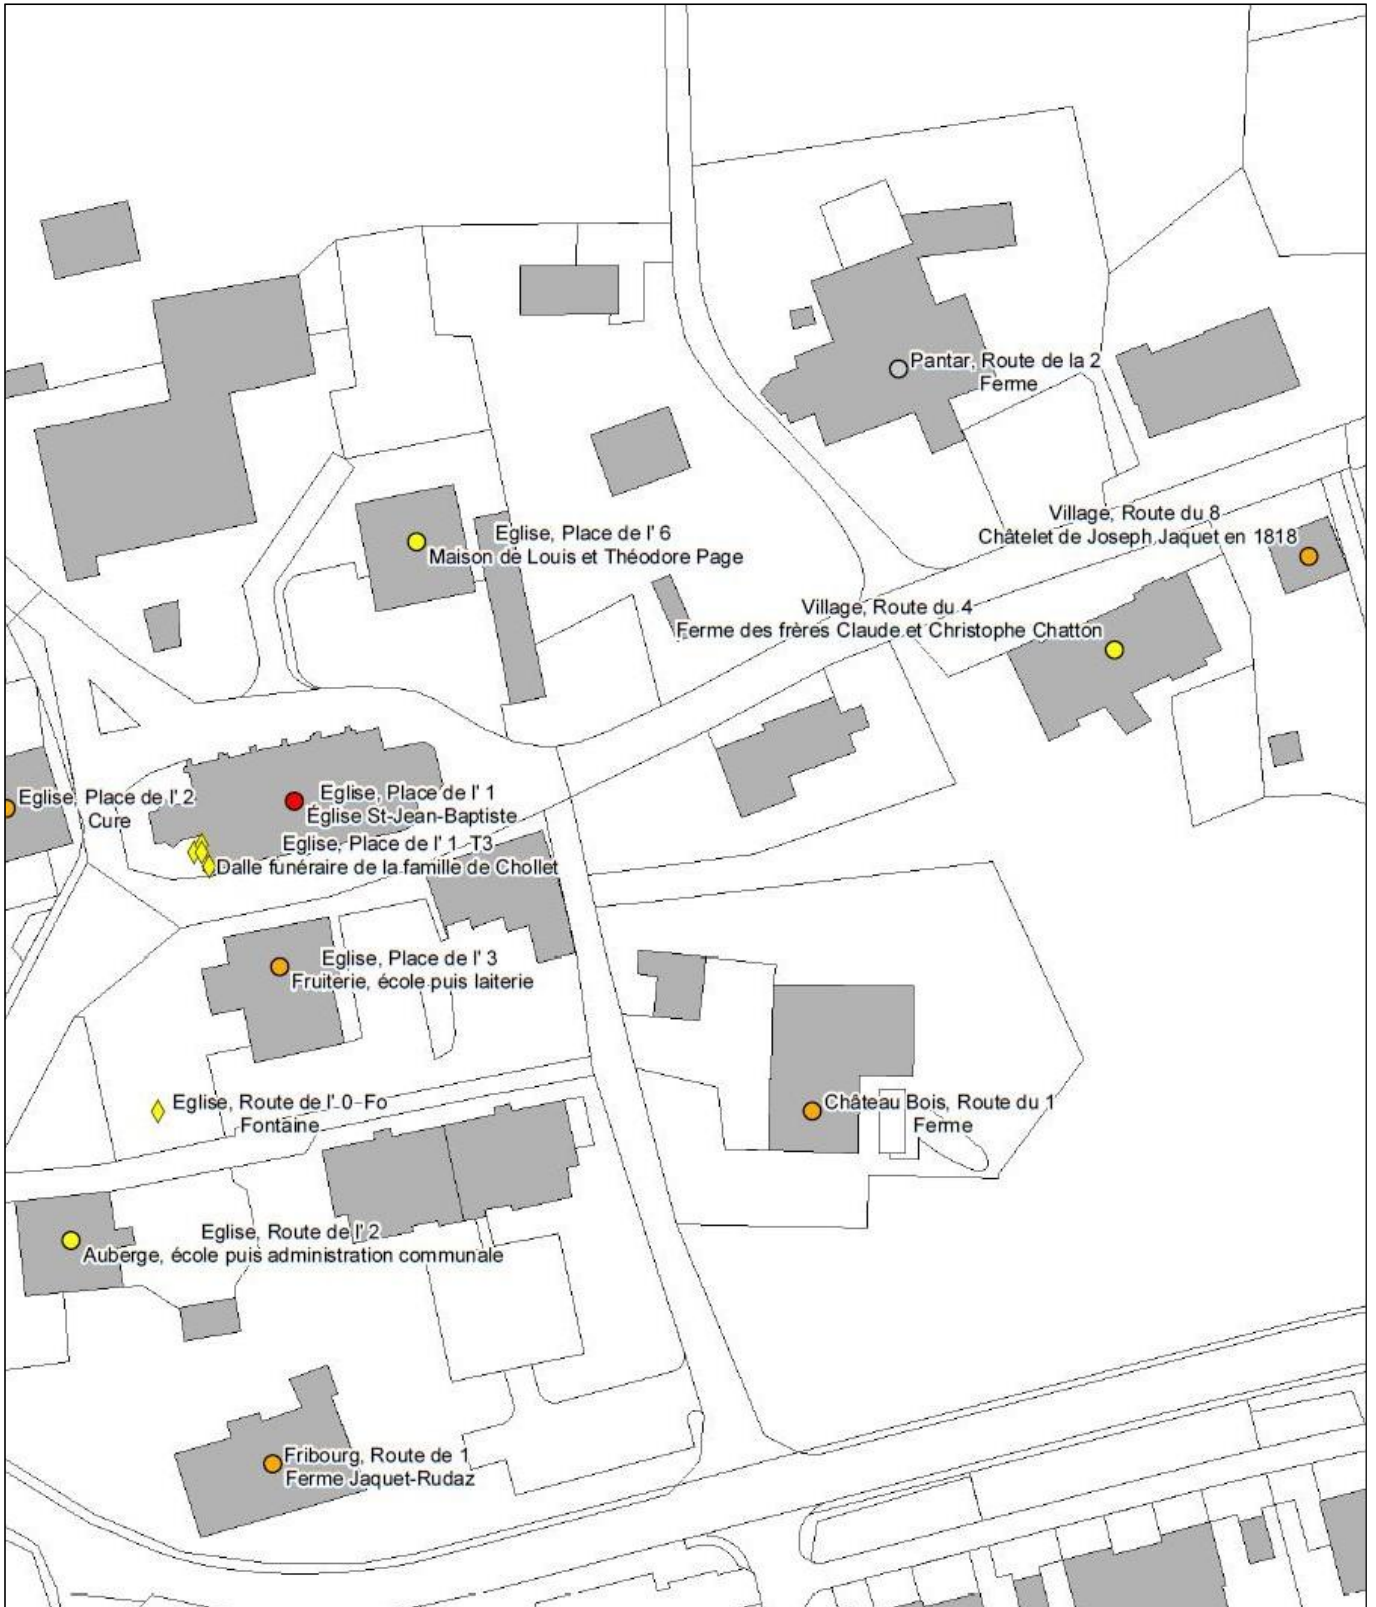 Pantar, Route de la 2
Ferme
Village, Route du 8
Châtelet de Joseph Jaquet en 1818
Eglise, Place de l' 6
Maison de Louis et Théodore Page
Village, Route du 4
Ferme des frères Claude et Christophe Chatton
Eglise, Place de l' 2
Cure
Eglise, Place de l' 1
Église St-Jean-Baptiste
Eglise, Place de l' 1-T3
Dalle funéraire de la famille de Chollet
Eglise, Place de l' 3
Fruiterie, école puis laiterie
Eglise, Route de l' 0-Fo
Fontaine
Château Bois, Route du 1
Ferme
Eglise, Route de l' 2
Auberge, école puis administration communale
Fribourg, Route de 1
Ferme Jaquet-Rudaz